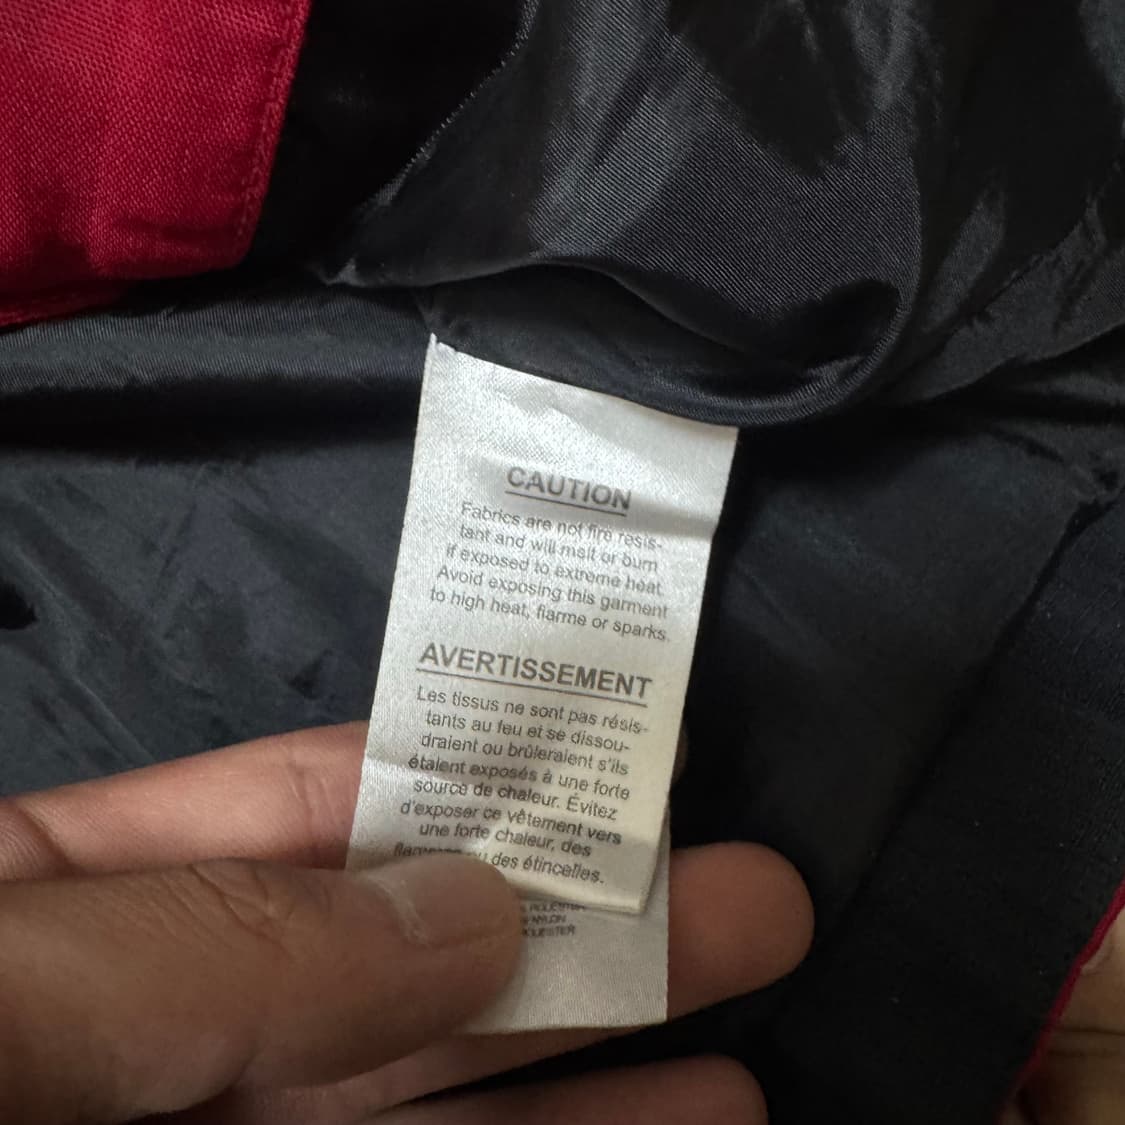 CAUTION
Fabrics are not fire resis-
tant and will melt or burn
if exposed to extreme heat.
Avoid exposing this garment
to high heat, flame or sparks.
AVERTISSEMENT
Les tissus ne sont pas résis-
tants au feu et se dissou-
draient ou brûleraient s'ils
étaient exposés à une forte
source de chaleur. Évitez
d'exposer ce vêtement vers
une forte chaleur, des
des étincelles.
NYLON